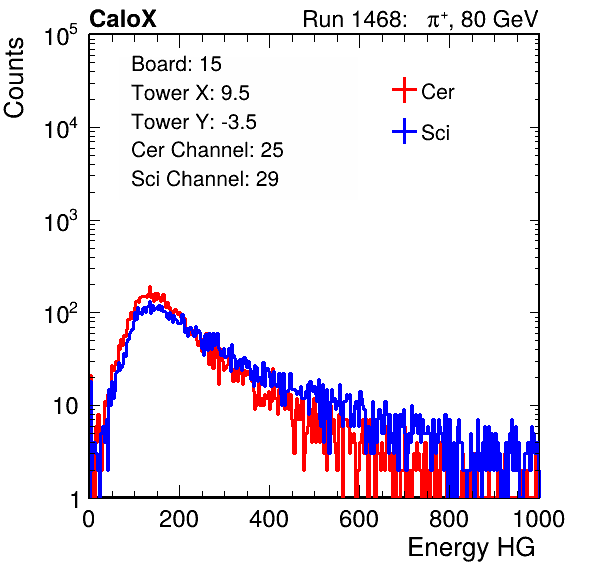 CaloX Run 1468: π⁺, 80 GeV
Counts
10⁵
10⁴
10³
10²
10
1
Board: 15
Tower X: 9.5
Tower Y: -3.5
Cer Channel: 25
Sci Channel: 29
Cer
Sci
0 200 400 600 800 1000
Energy HG